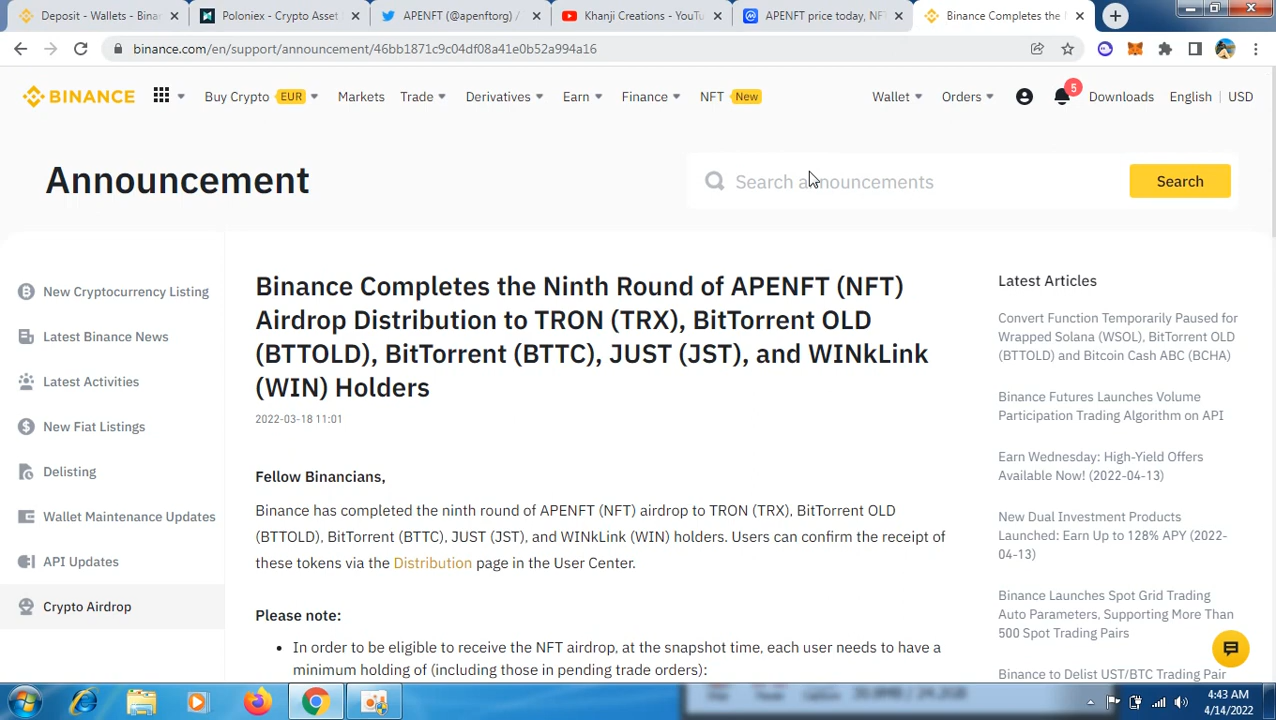 Deposit - Wallets - Binan
Poloniex - Crypto Asset
APENFT (@apenftorg) /
Khanji Creations - YouTu
APENFT price today, NF
Binance Completes the
binance.com/en/support/announcement/46bb1871c9c04df08a41e0b52a994a16
BINANCE
Buy Crypto EUR
Markets
Trade
Derivatives
Earn
Finance
NFT New
Wallet
Orders
5
Downloads
English | USD
Announcement
Search announcements
Search
New Cryptocurrency Listing
Latest Binance News
Latest Activities
New Fiat Listings
Delisting
Wallet Maintenance Updates
API Updates
Crypto Airdrop
Binance Completes the Ninth Round of APENFT (NFT)
Airdrop Distribution to TRON (TRX), BitTorrent OLD
(BTTOLD), BitTorrent (BTTC), JUST (JST), and WINkLink
(WIN) Holders
2022-03-18 11:01
Fellow Binancians,
Binance has completed the ninth round of APENFT (NFT) airdrop to TRON (TRX), BitTorrent OLD
(BTTOLD), BitTorrent (BTTC), JUST (JST), and WINkLink (WIN) holders. Users can confirm the receipt of
these tokens via the Distribution page in the User Center.
Please note:
• In order to be eligible to receive the NFT airdrop, at the snapshot time, each user needs to have a
minimum holding of (including those in pending trade orders):
Latest Articles
Convert Function Temporarily Paused for
Wrapped Solana (WSOL), BitTorrent OLD
(BTTOLD) and Bitcoin Cash ABC (BCHA)
Binance Futures Launches Volume
Participation Trading Algorithm on API
Earn Wednesday: High-Yield Offers
Available Now! (2022-04-13)
New Dual Investment Products
Launched: Earn Up to 128% APY (2022-
04-13)
Binance Launches Spot Grid Trading
Auto Parameters, Supporting More Than
500 Spot Trading Pairs
Binance to Delist UST/BTC Trading Pair
4:43 AM
4/14/2022